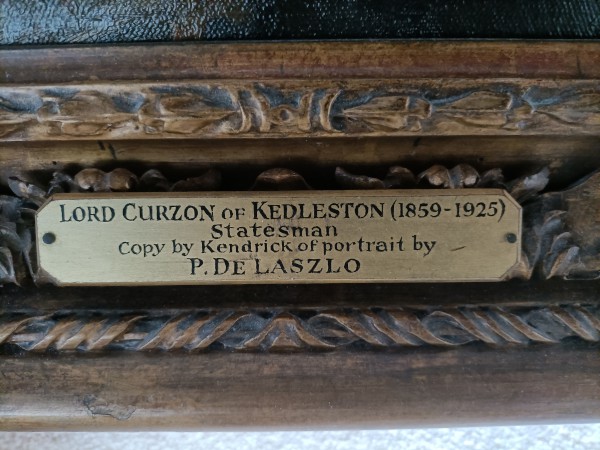 LORD CURZON OF KEDLESTON (1859-1925)
Statesman
Copy by Kendrick of portrait by
P. DE LASZLO